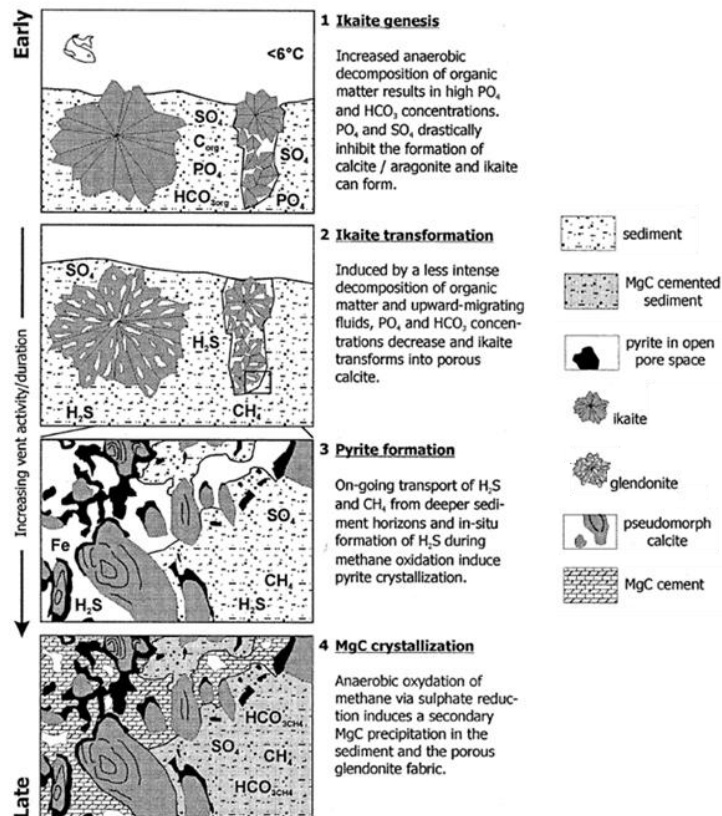 Early
<6°C
SO₄
C_org
PO₄
HCO₃org
SO₄
PO₄
1 Ikaite genesis
Increased anaerobic
decomposition of organic
matter results in high PO₄
and HCO₃ concentrations.
PO₄ and SO₄ drastically
inhibit the formation of
calcite / aragonite and ikaite
can form.
Increasing vent activity/duration
SO₄
H₂S
H₂S
CH₄
2 Ikaite transformation
Induced by a less intense
decomposition of organic
matter and upward-migrating
fluids, PO₄ and HCO₃ concen-
trations decrease and ikaite
transforms into porous
calcite.
Fe
H₂S
SO₄
CH₄
H₂S
3 Pyrite formation
On-going transport of H₂S
and CH₄ from deeper sedi-
ment horizons and in-situ
formation of H₂S during
methane oxidation induce
pyrite crystallization.
Late
HCO₃CH4
SO₄
CH₄
HCO₃CH4
4 MgC crystallization
Anaerobic oxydation of
methane via sulphate reduc-
tion induces a secondary
MgC precipitation in the
sediment and the porous
glendonite fabric.
sediment
MgC cemented
sediment
pyrite in open
pore space
ikaite
glendonite
pseudomorph
calcite
MgC cement